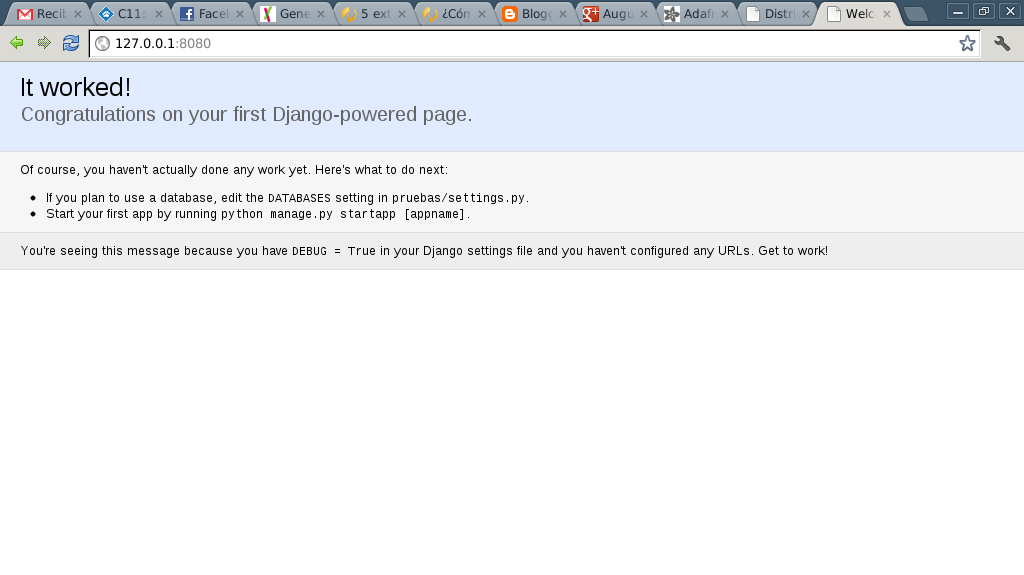 Recib C11: Facel Gene 5 ext ¿Cóm Blogg Augu Adafr Distri Welc
127.0.0.1:8080
It worked!
Congratulations on your first Django-powered page.
Of course, you haven't actually done any work yet. Here's what to do next:
If you plan to use a database, edit the DATABASES setting in pruebas/settings.py.
Start your first app by running python manage.py startapp [appname].
You're seeing this message because you have DEBUG = True in your Django settings file and you haven't configured any URLs. Get to work!